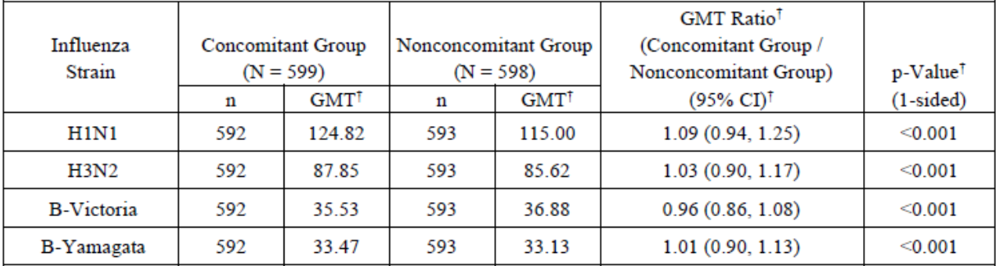 Influenza Strain | Concomitant Group (N = 599) | Nonconcomitant Group (N = 598) | GMT Ratio† (Concomitant Group / Nonconcomitant Group) (95% CI)† | p-Value† (1-sided)
n | GMT† | n | GMT†
H1N1 | 592 | 124.82 | 593 | 115.00 | 1.09 (0.94, 1.25) | <0.001
H3N2 | 592 | 87.85 | 593 | 85.62 | 1.03 (0.90, 1.17) | <0.001
B-Victoria | 592 | 35.53 | 593 | 36.88 | 0.96 (0.86, 1.08) | <0.001
B-Yamagata | 592 | 33.47 | 593 | 33.13 | 1.01 (0.90, 1.13) | <0.001